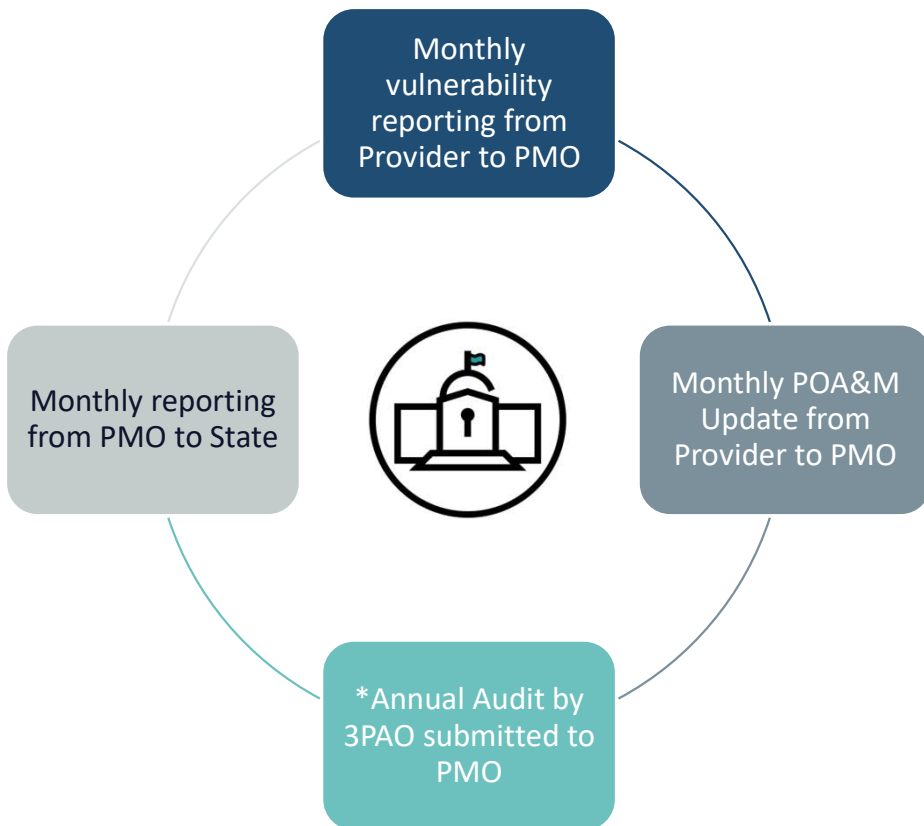 Monthly
vulnerability
reporting from
Provider to PMO
Monthly POA&M
Update from
Provider to PMO
*Annual Audit by
3PAO submitted to
PMO
Monthly reporting
from PMO to State